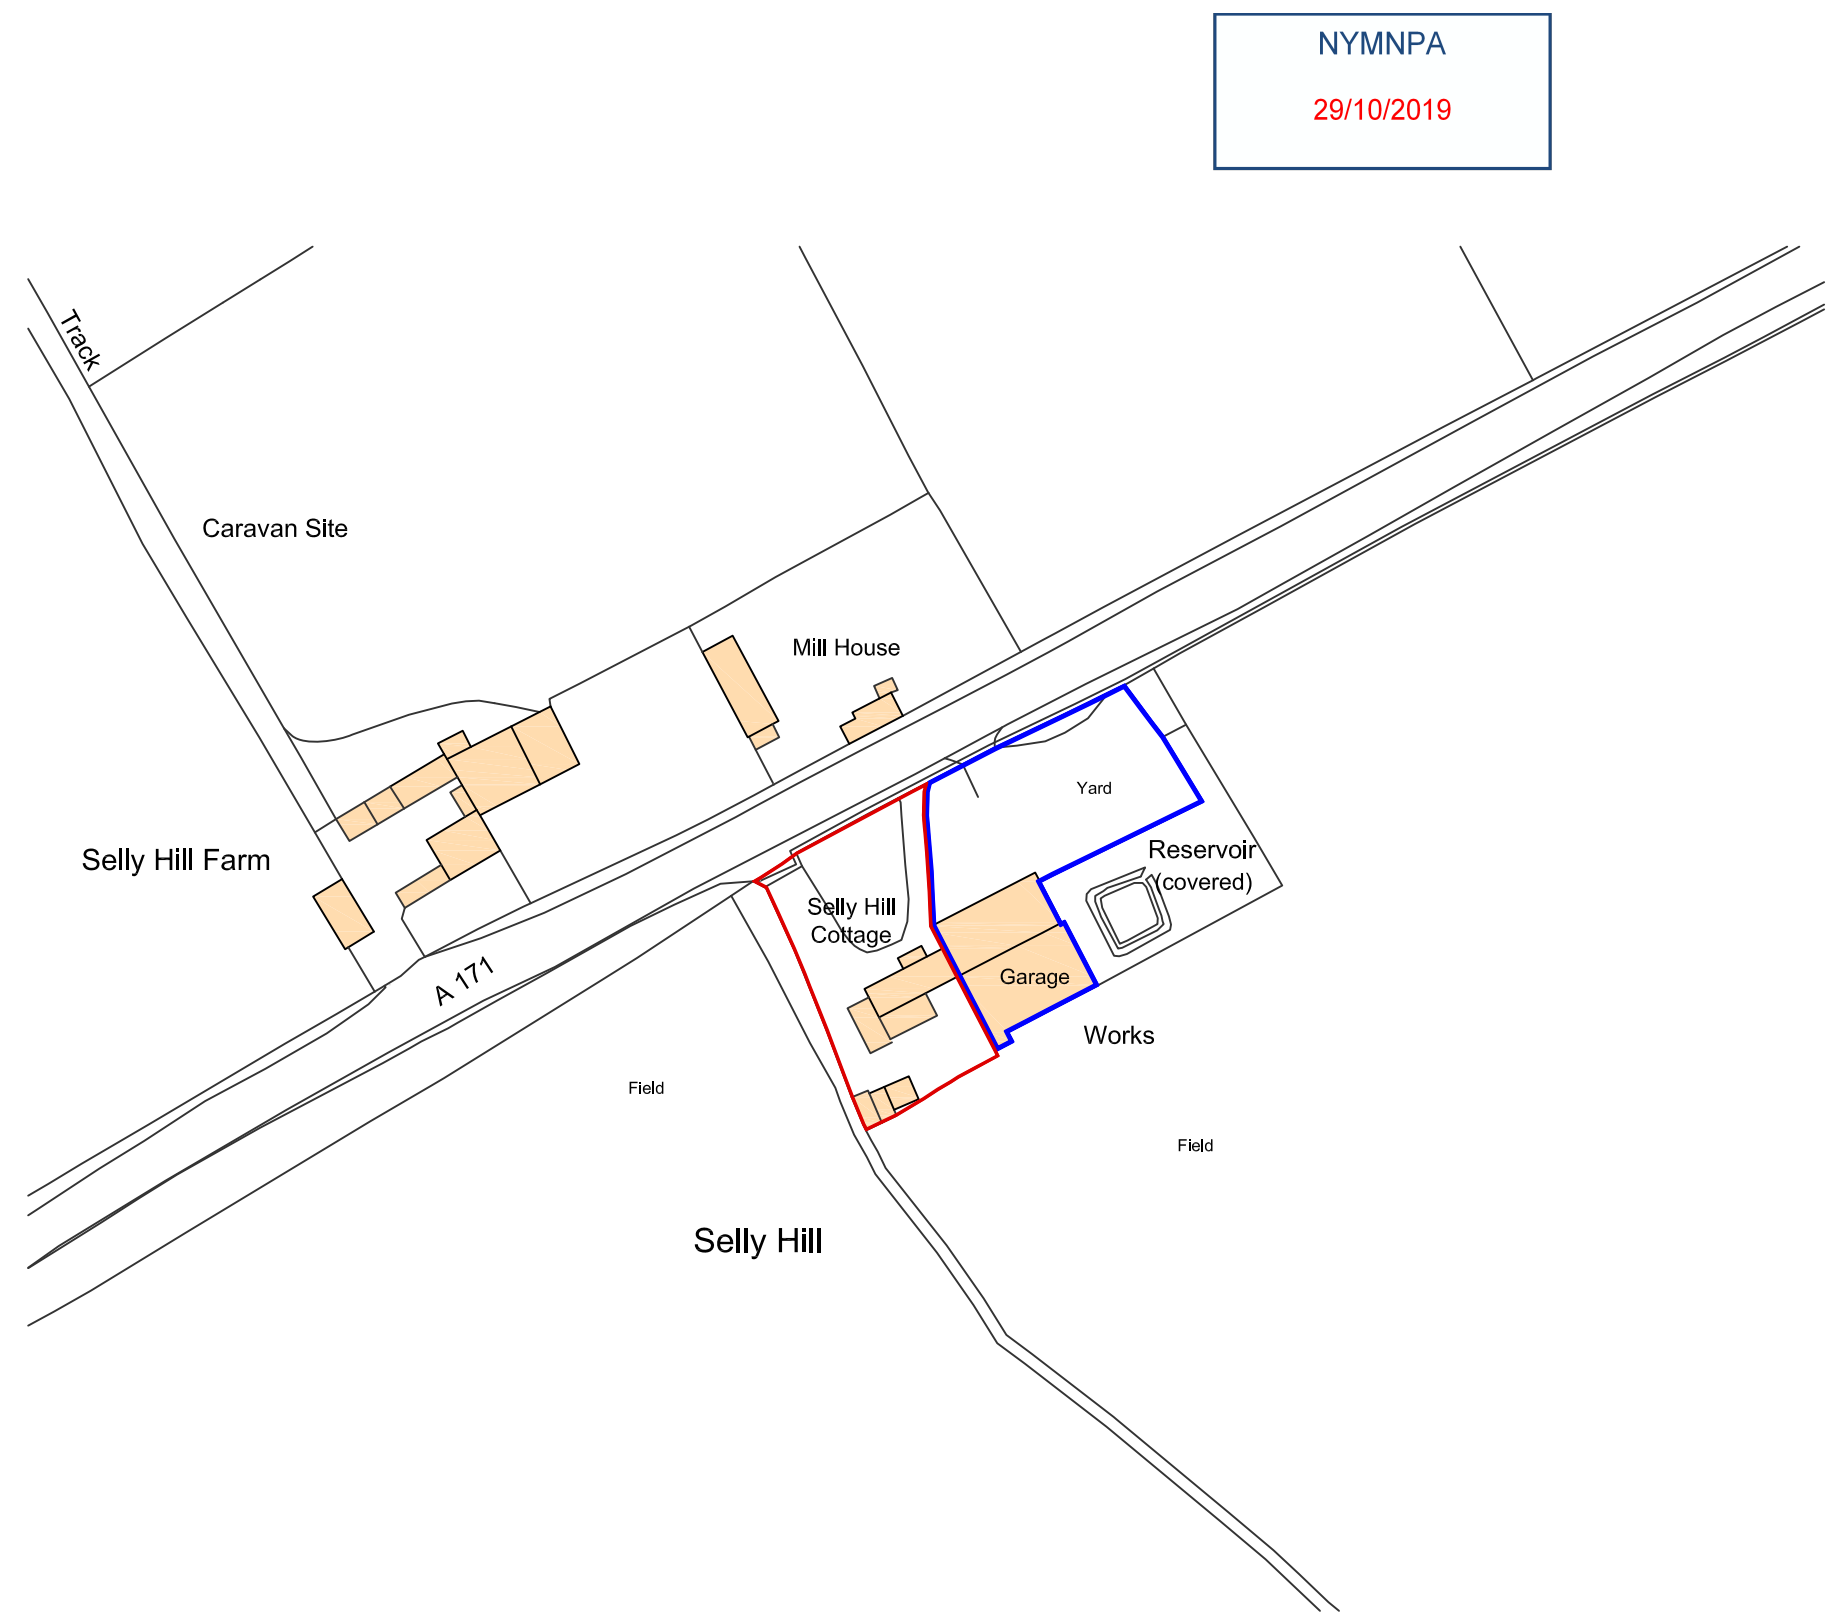 NYMNPA
29/10/2019
Track
Caravan Site
Mill House
Yard
Selly Hill Farm
Reservoir
(covered)
Selly Hill
Cottage
A 171
Garage
Works
Field
Field
Selly Hill